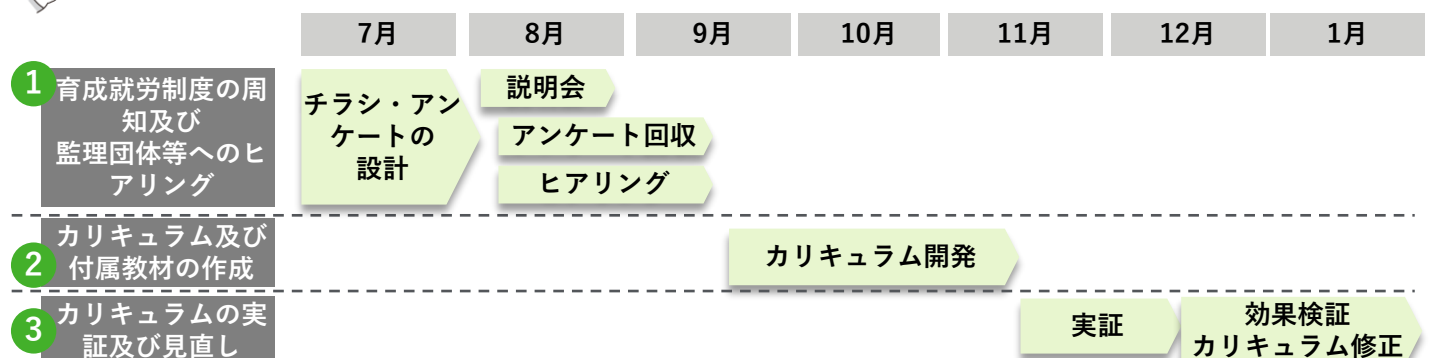 7月 8月 9月 10月 11月 12月 1月
1
育成就労制度の周
知及び
監理団体等へのヒ
アリング
チラシ・アン
ケートの
設計
説明会
アンケート回収
ヒアリング
2
カリキュラム及び
付属教材の作成
カリキュラム開発
3
カリキュラムの実
証及び見直し
実証
効果検証
カリキュラム修正